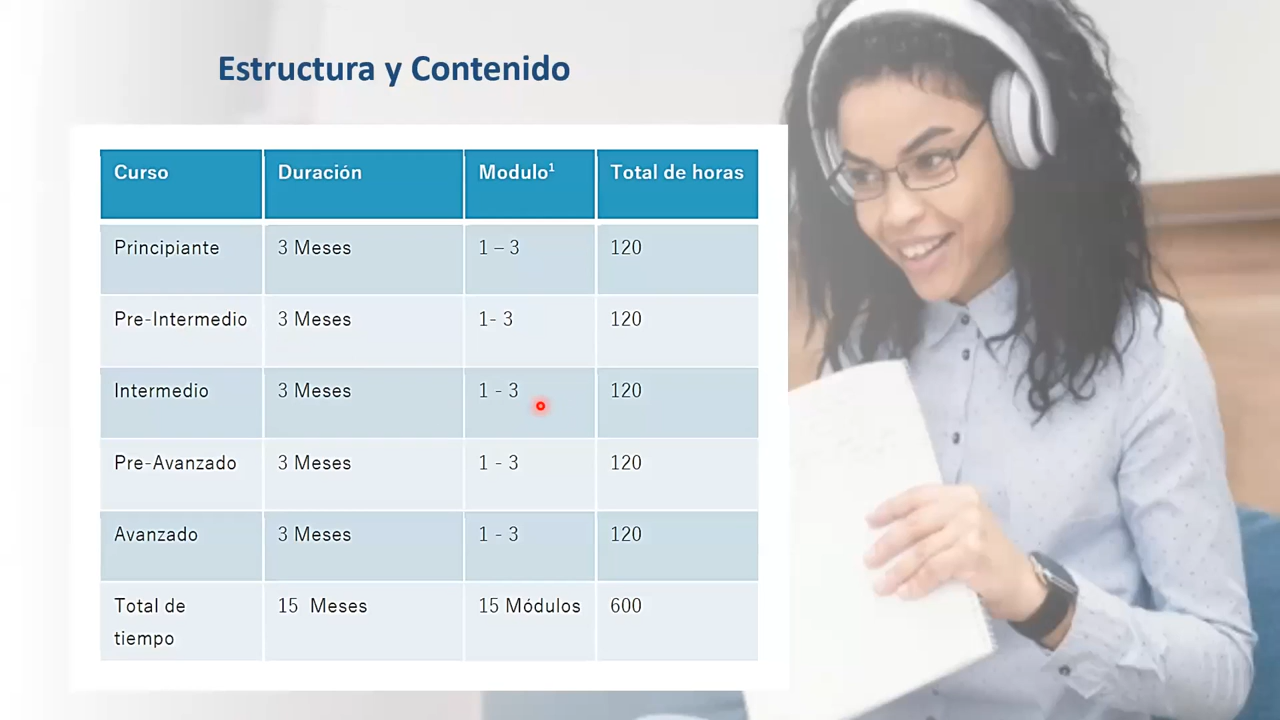 Estructura y Contenido
Curso Duración Modulo¹ Total de horas
Principiante 3 Meses 1 – 3 120
Pre-Intermedio 3 Meses 1- 3 120
Intermedio 3 Meses 1 - 3 120
Pre-Avanzado 3 Meses 1 - 3 120
Avanzado 3 Meses 1 - 3 120
Total de tiempo 15 Meses 15 Módulos 600